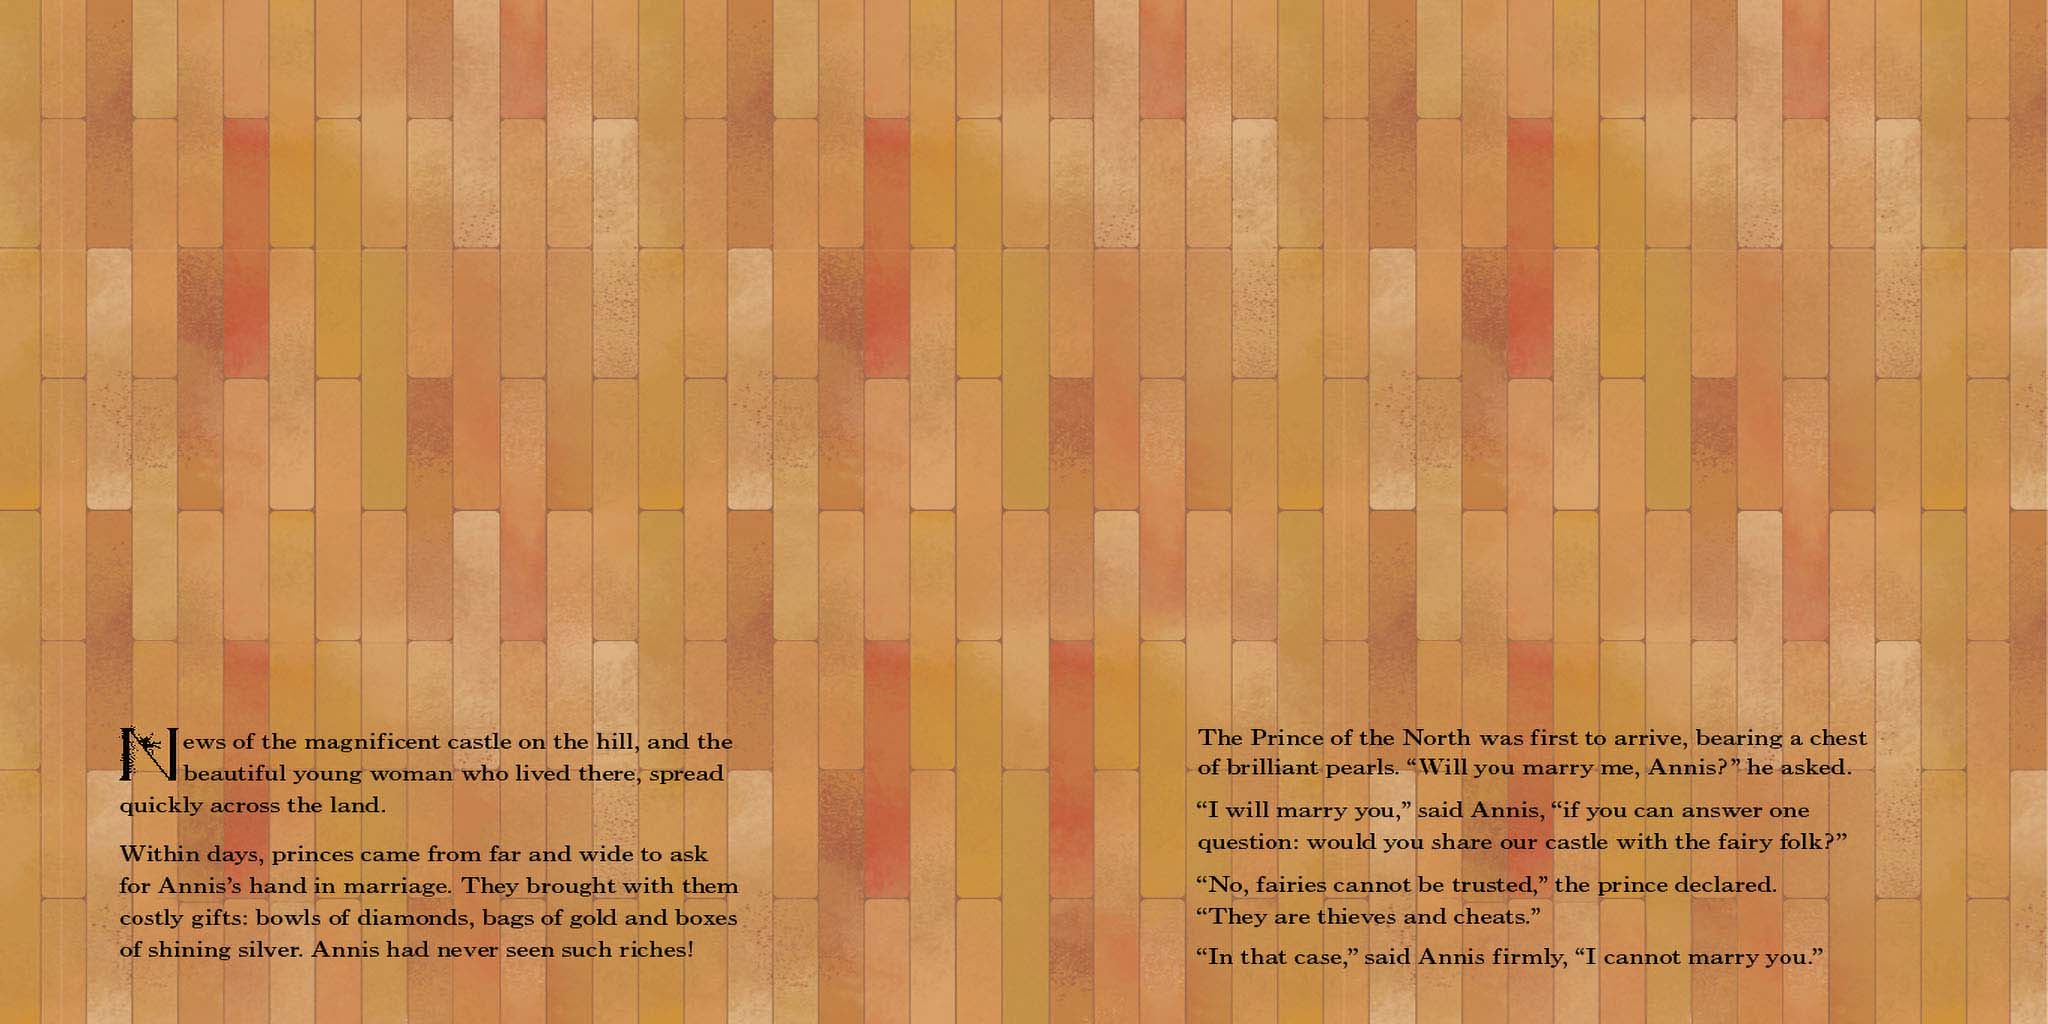 News of the magnificent castle on the hill, and the
beautiful young woman who lived there, spread
quickly across the land.
Within days, princes came from far and wide to ask
for Annis’s hand in marriage. They brought with them
costly gifts: bowls of diamonds, bags of gold and boxes
of shining silver. Annis had never seen such riches!
The Prince of the North was first to arrive, bearing a chest
of brilliant pearls. “Will you marry me, Annis?” he asked.
“I will marry you,” said Annis, “if you can answer one
question: would you share our castle with the fairy folk?”
“No, fairies cannot be trusted,” the prince declared.
“They are thieves and cheats.”
“In that case,” said Annis firmly, “I cannot marry you.”